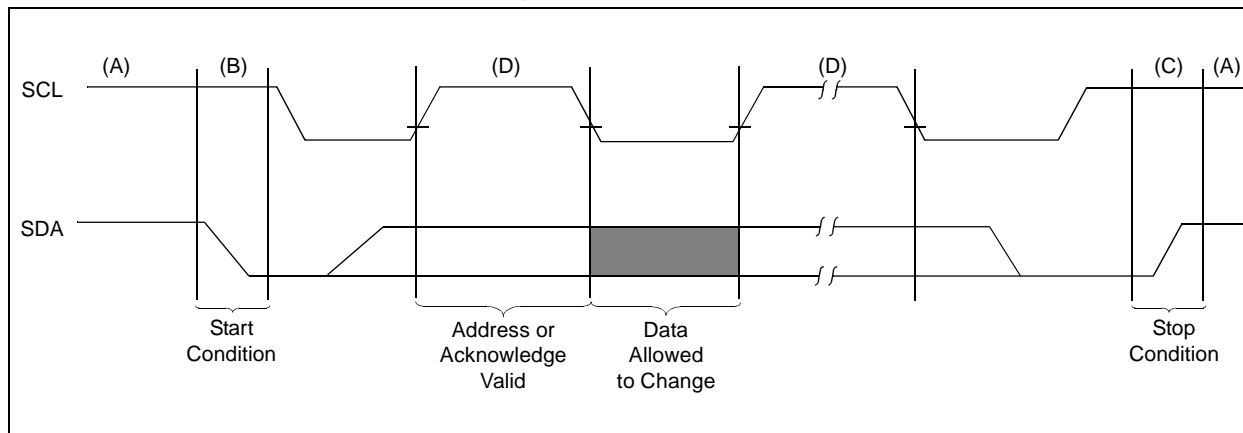 (A) (B) (D) (D) (C) (A)
SCL
SDA
Start
Condition
Address or
Acknowledge
Valid
Data
Allowed
to Change
Stop
Condition